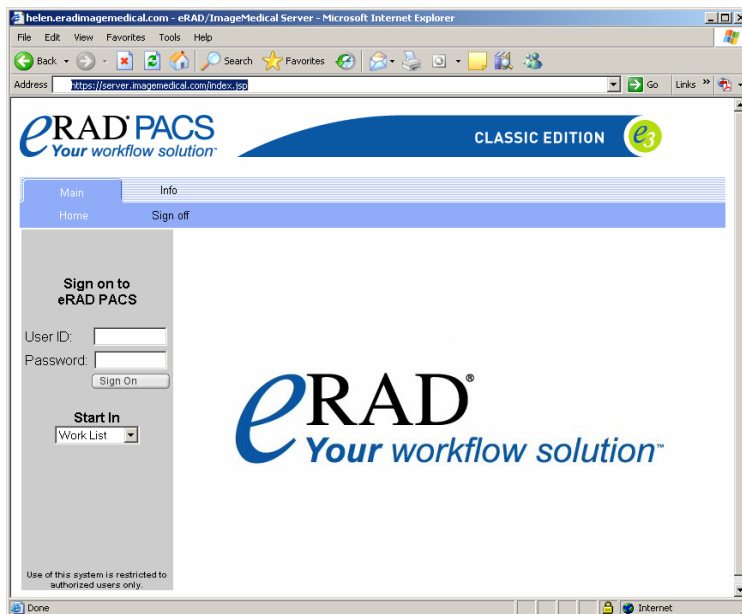 helen.eradimagemedical.com - eRAD/ImageMedical Server - Microsoft Internet Explorer
File Edit View Favorites Tools Help
Back Search Favorites
Address https://server.imagemedical.com/index.jsp Go Links »
eRAD PACS
Your workflow solution
CLASSIC EDITION e3
Main Info
Home Sign off
Sign on to
eRAD PACS
User ID:
Password:
Sign On
Start In
Work List
eRAD®
Your workflow solution™
Use of this system is restricted to
authorized users only.
Done Internet